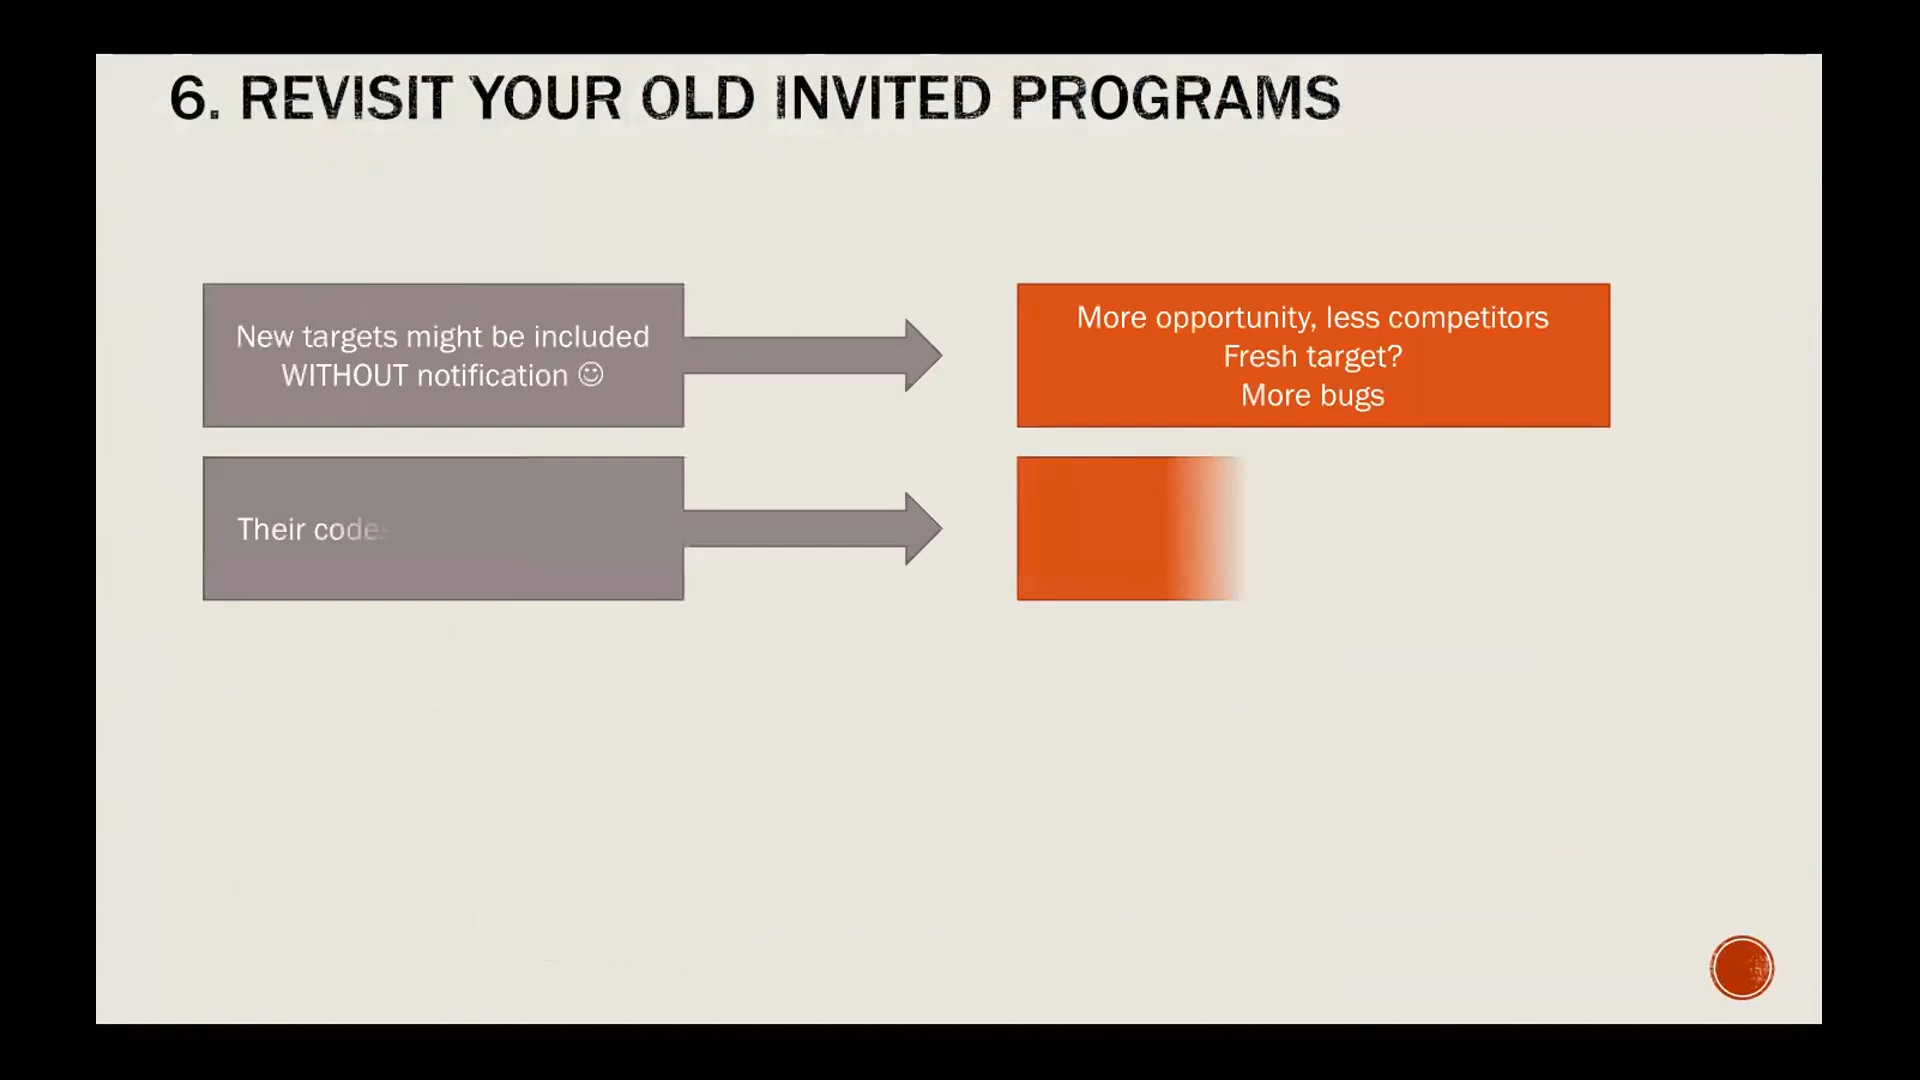 6. REVISIT YOUR OLD INVITED PROGRAMS
New targets might be included
WITHOUT notification ☺
More opportunity, less competitors
Fresh target?
More bugs
Their codes